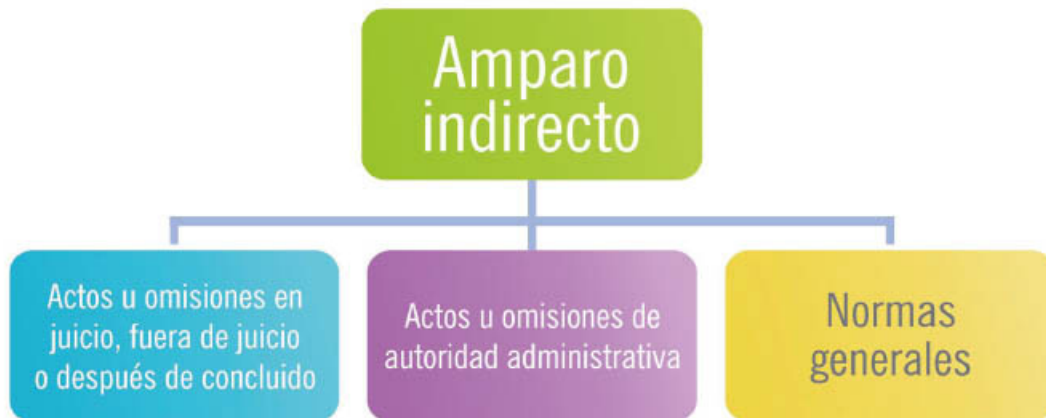 Amparo
indirecto
Actos u omisiones en
juicio, fuera de juicio
o después de concluido
Actos u omisiones de
autoridad administrativa
Normas
generales